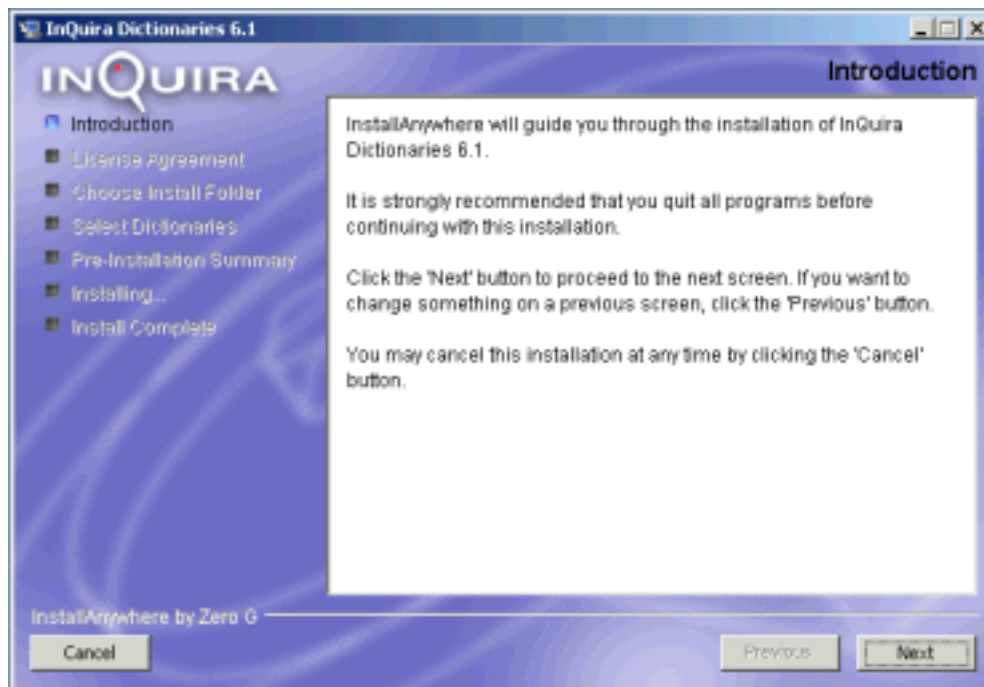 InQuira Dictionaries 6.1
INQUIRA
Introduction
Introduction
License Agreement
Choose Install Folder
Select Dictionaries
Pre-Installation Summary
Installing...
Install Complete
InstallAnywhere will guide you through the installation of InQuira
Dictionaries 6.1.
It is strongly recommended that you quit all programs before
continuing with this installation.
Click the 'Next' button to proceed to the next screen. If you want to
change something on a previous screen, click the 'Previous' button.
You may cancel this installation at any time by clicking the 'Cancel'
button.
InstallAnywhere by Zero G
Cancel
Previous
Next